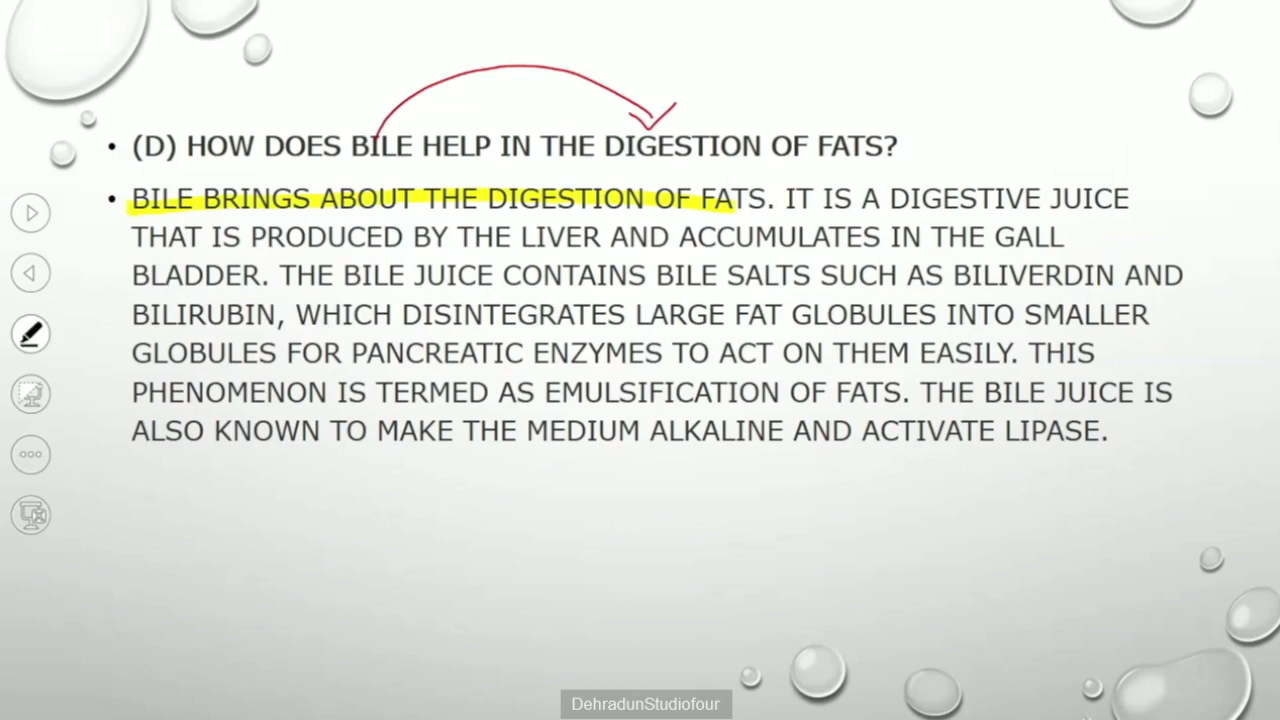 • (D) HOW DOES BILE HELP IN THE DIGESTION OF FATS?
• BILE BRINGS ABOUT THE DIGESTION OF FATS. IT IS A DIGESTIVE JUICE
THAT IS PRODUCED BY THE LIVER AND ACCUMULATES IN THE GALL
BLADDER. THE BILE JUICE CONTAINS BILE SALTS SUCH AS BILIVERDIN AND
BILIRUBIN, WHICH DISINTEGRATES LARGE FAT GLOBULES INTO SMALLER
GLOBULES FOR PANCREATIC ENZYMES TO ACT ON THEM EASILY. THIS
PHENOMENON IS TERMED AS EMULSIFICATION OF FATS. THE BILE JUICE IS
ALSO KNOWN TO MAKE THE MEDIUM ALKALINE AND ACTIVATE LIPASE.
DehradunStudiofour